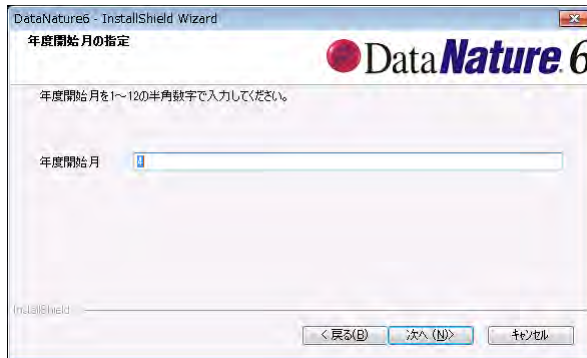 DataNature6 - InstallShield Wizard
年度開始月の指定
DataNature.6
年度開始月を1～12の半角数字で入力してください。
年度開始月
4
InstallShield
< 戻る(B)
次へ(N)>
キャンセル